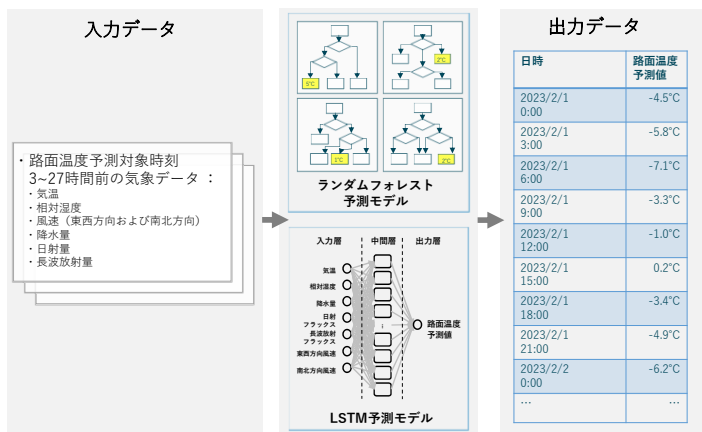 入力データ
・路面温度予測対象時刻
3~27時間前の気象データ ：
・気温
・相対湿度
・風速（東西方向および南北方向）
・降水量
・日射量
・長波放射量
5℃
2℃
1℃
ランダムフォレスト
予測モデル
入力層 中間層 出力層
気温
相対湿度
降水量
日射
フラックス
長波放射
フラックス
東西方向風速
南北方向風速
路面温度
予測値
LSTM予測モデル
出力データ
日時 路面温度
予測値
2023/2/1
0:00 -4.5°C
2023/2/1
3:00 -5.8°C
2023/2/1
6:00 -7.1°C
2023/2/1
9:00 -3.3°C
2023/2/1
12:00 -1.0°C
2023/2/1
15:00 0.2°C
2023/2/1
18:00 -3.4°C
2023/2/1
21:00 -4.9°C
2023/2/2
0:00 -6.2°C
… …